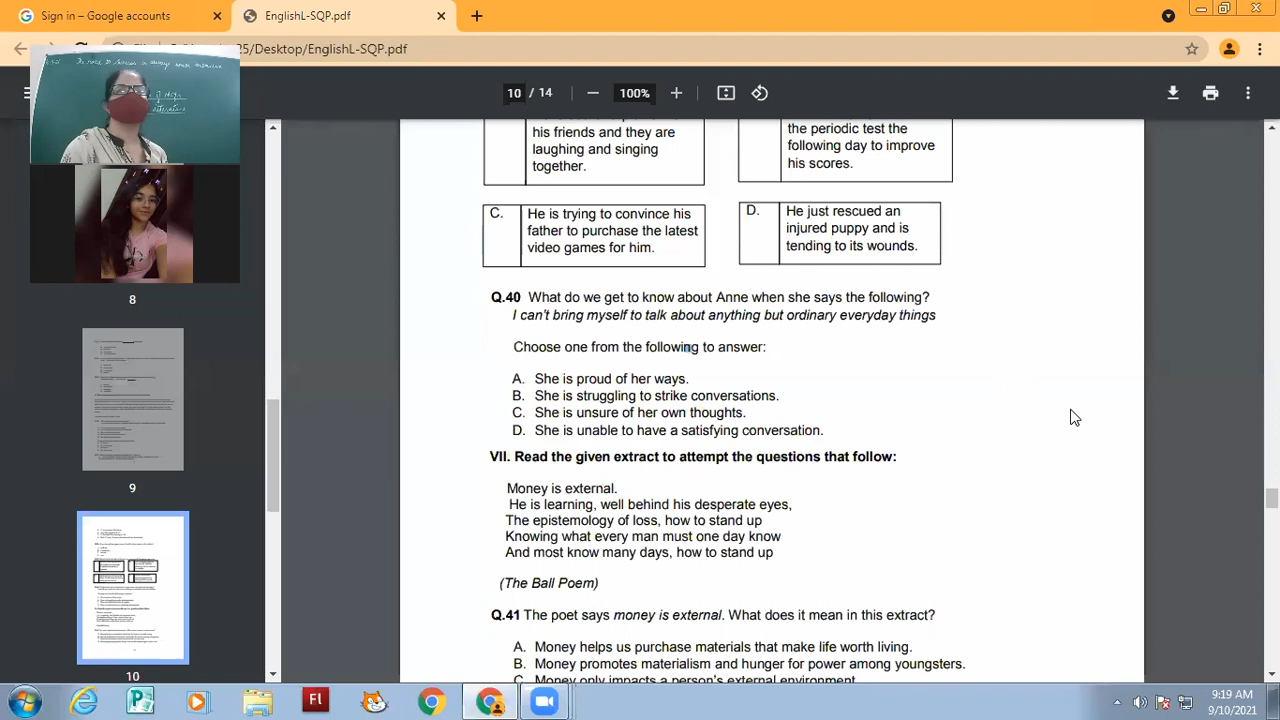 Sign in – Google accounts
EnglishL-SQP.pdf
25/Desktop/EnglishL-SQP.pdf
10 / 14
100%
his friends and they are
laughing and singing
together.
the periodic test the
following day to improve
his scores.
C. He is trying to convince his
father to purchase the latest
video games for him.
D. He just rescued an
injured puppy and is
tending to its wounds.
Q.40 What do we get to know about Anne when she says the following?
I can't bring myself to talk about anything but ordinary everyday things
Choose one from the following to answer:
A. She is proud of her ways.
B. She is struggling to strike conversations.
C. She is unsure of her own thoughts.
D. She is unable to have a satisfying conversation.
VII. Read the given extract to attempt the questions that follow:
Money is external.
He is learning, well behind his desperate eyes,
The epistemology of loss, how to stand up
Knowing what every man must one day know
And most know many days, how to stand up
(The Ball Poem)
Q.41 The poet says money is external. What does it mean in this extract?
A. Money helps us purchase materials that make life worth living.
B. Money promotes materialism and hunger for power among youngsters.
C. Money only impacts a person's external environment.
8
9
10
9:19 AM
9/10/2021